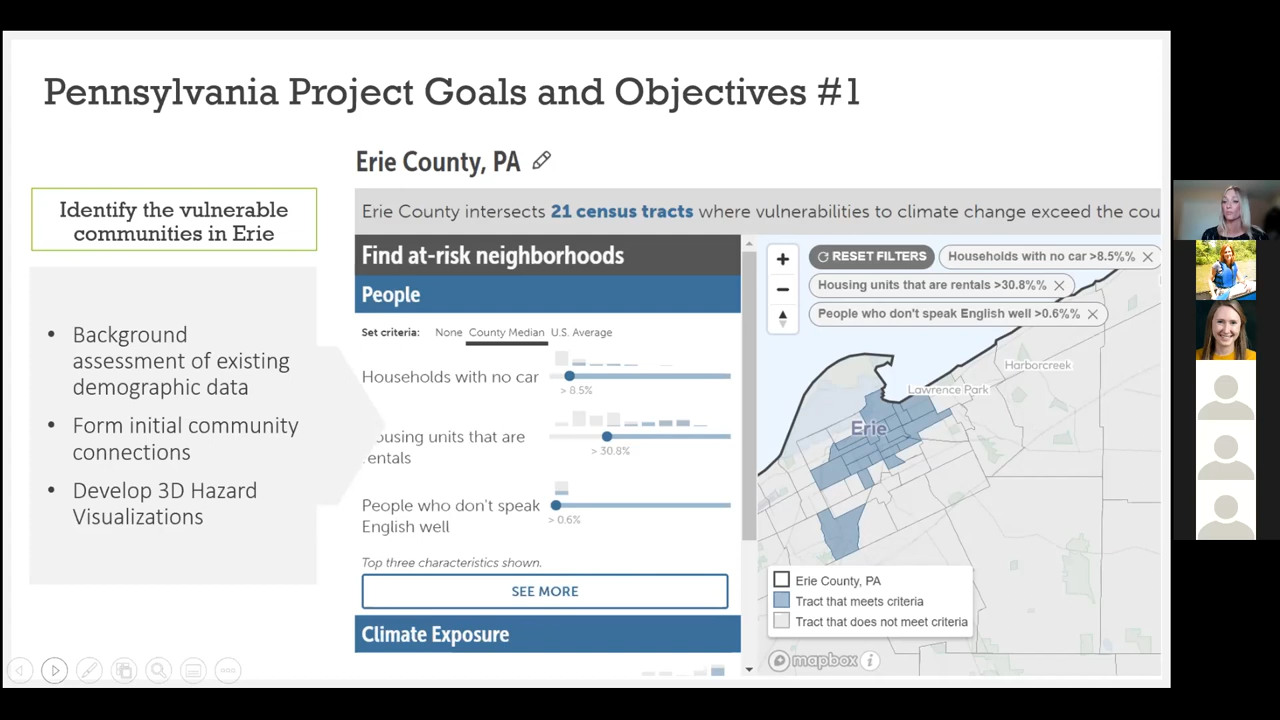 Pennsylvania Project Goals and Objectives #1
Identify the vulnerable
communities in Erie
• Background
assessment of existing
demographic data
• Form initial community
connections
• Develop 3D Hazard
Visualizations
Erie County, PA
Erie County intersects 21 census tracts where vulnerabilities to climate change exceed the cou
Find at-risk neighborhoods
People
Set criteria: None County Median U.S. Average
Households with no car
> 8.5%
ousing units that are
rentals
> 30.8%
People who don't speak
English well
> 0.6%
Top three characteristics shown.
SEE MORE
Climate Exposure
RESET FILTERS
Households with no car >8.5%% ×
Housing units that are rentals >30.8%% ×
People who don't speak English well >0.6%% ×
Harborcreek
Lawrence Park
Erie
Erie County, PA
Tract that meets criteria
Tract that does not meet criteria
mapbox